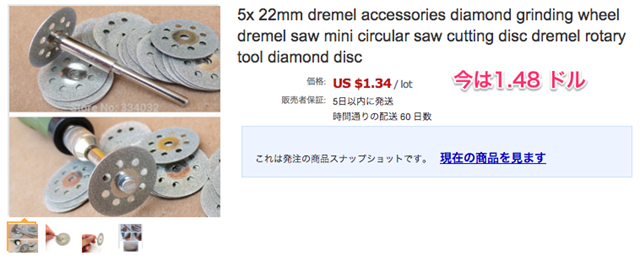 5x 22mm dremel accessories diamond grinding wheel
dremel saw mini circular saw cutting disc dremel rotary
tool diamond disc
価格: US $1.34 / lot
今は1.48 ドル
販売者保証: 5日以内に発送
時間通りの配送 60 日数
これは発注の商品スナップショットです。 現在の商品を見ます
Store No: 334032